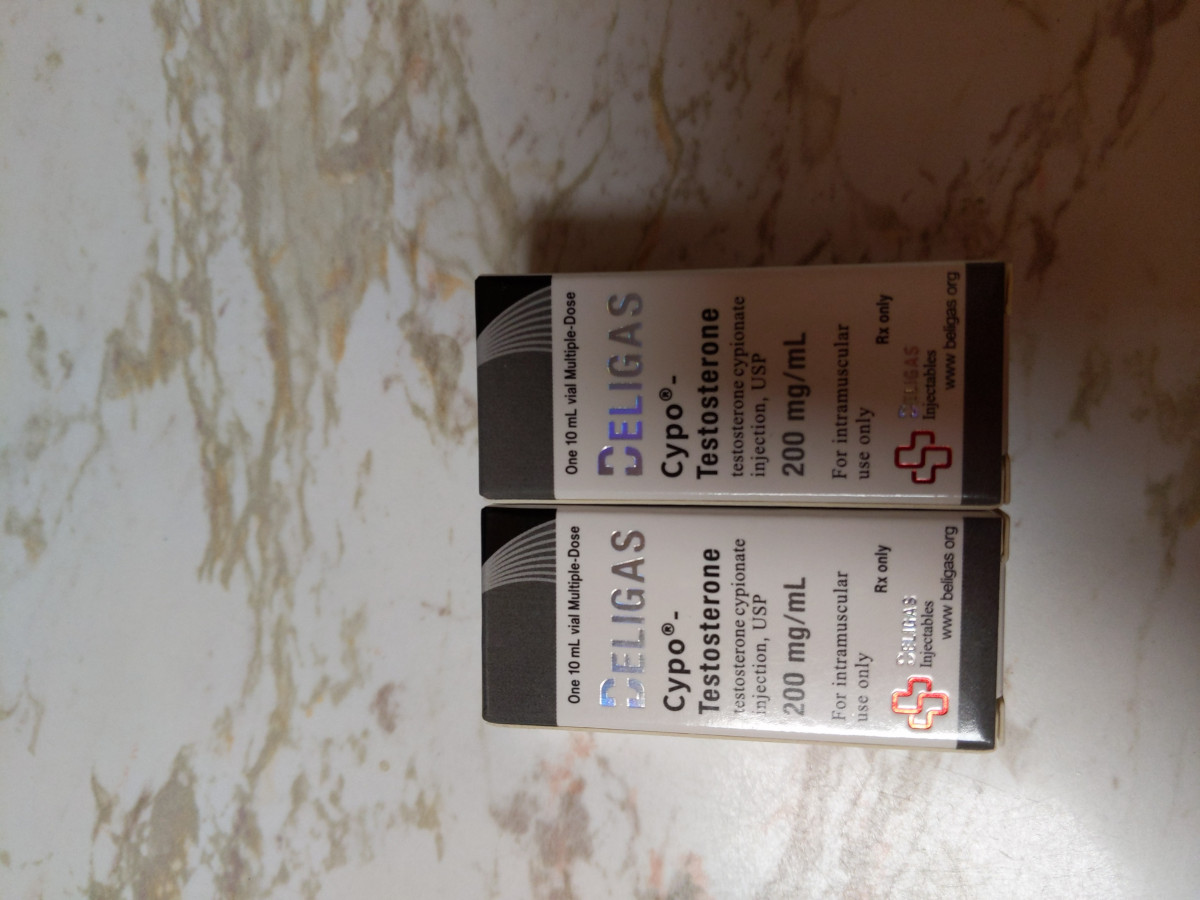 One 10 mL vial Multiple-Dose
BELIGAS
Cypo®-
Testosterone
testosterone cypionate
injection, USP
200 mg/mL
For intramuscular
use only
Rx only
BELIGAS
Injectables
www beligas org
One 10 mL vial Multiple-Dose
BELIGAS
Cypo®-
Testosterone
testosterone cypionate
injection, USP
200 mg/mL
For intramuscular
use only
Rx only
BELIGAS
Injectables
www beligas org